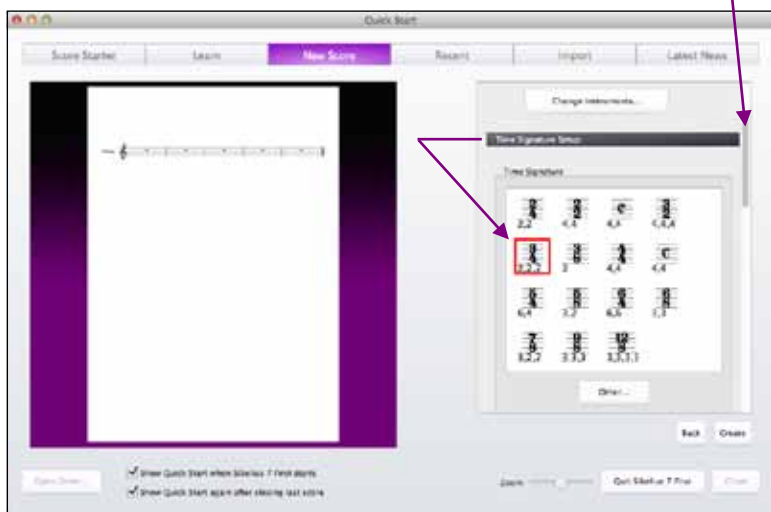 Quick Start
Score Starter Learn New Score Recent Import Latest News
Change Instruments...
Time Signature Setup
Time Signature
2,2 4,4 4,4 4,4,4
2,2,2 3 4,4 4,4
6,4 3,2 6,6 3,3
3,2,2 3,3,3 3,3,3,3
Other...
Back Create
Show Quick Start when Sibelius 7 First starts
Show Quick Start again after closing last score
Zoom
Quit Sibelius 7 First
Close